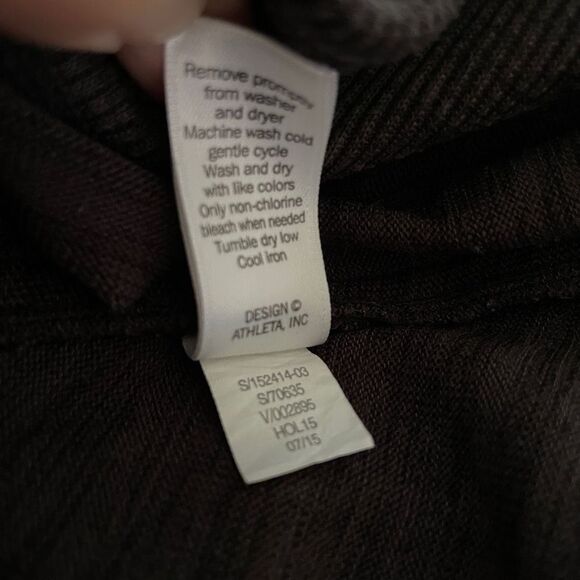 Remove promptly
from washer
and dryer
Machine wash cold
gentle cycle
Wash and dry
with like colors
Only non-chlorine
bleach when needed
Tumble dry low
Cool iron
DESIGN ©
ATHLETA, INC
S/152414-03
S/70635
V/002895
HOL15
07/15